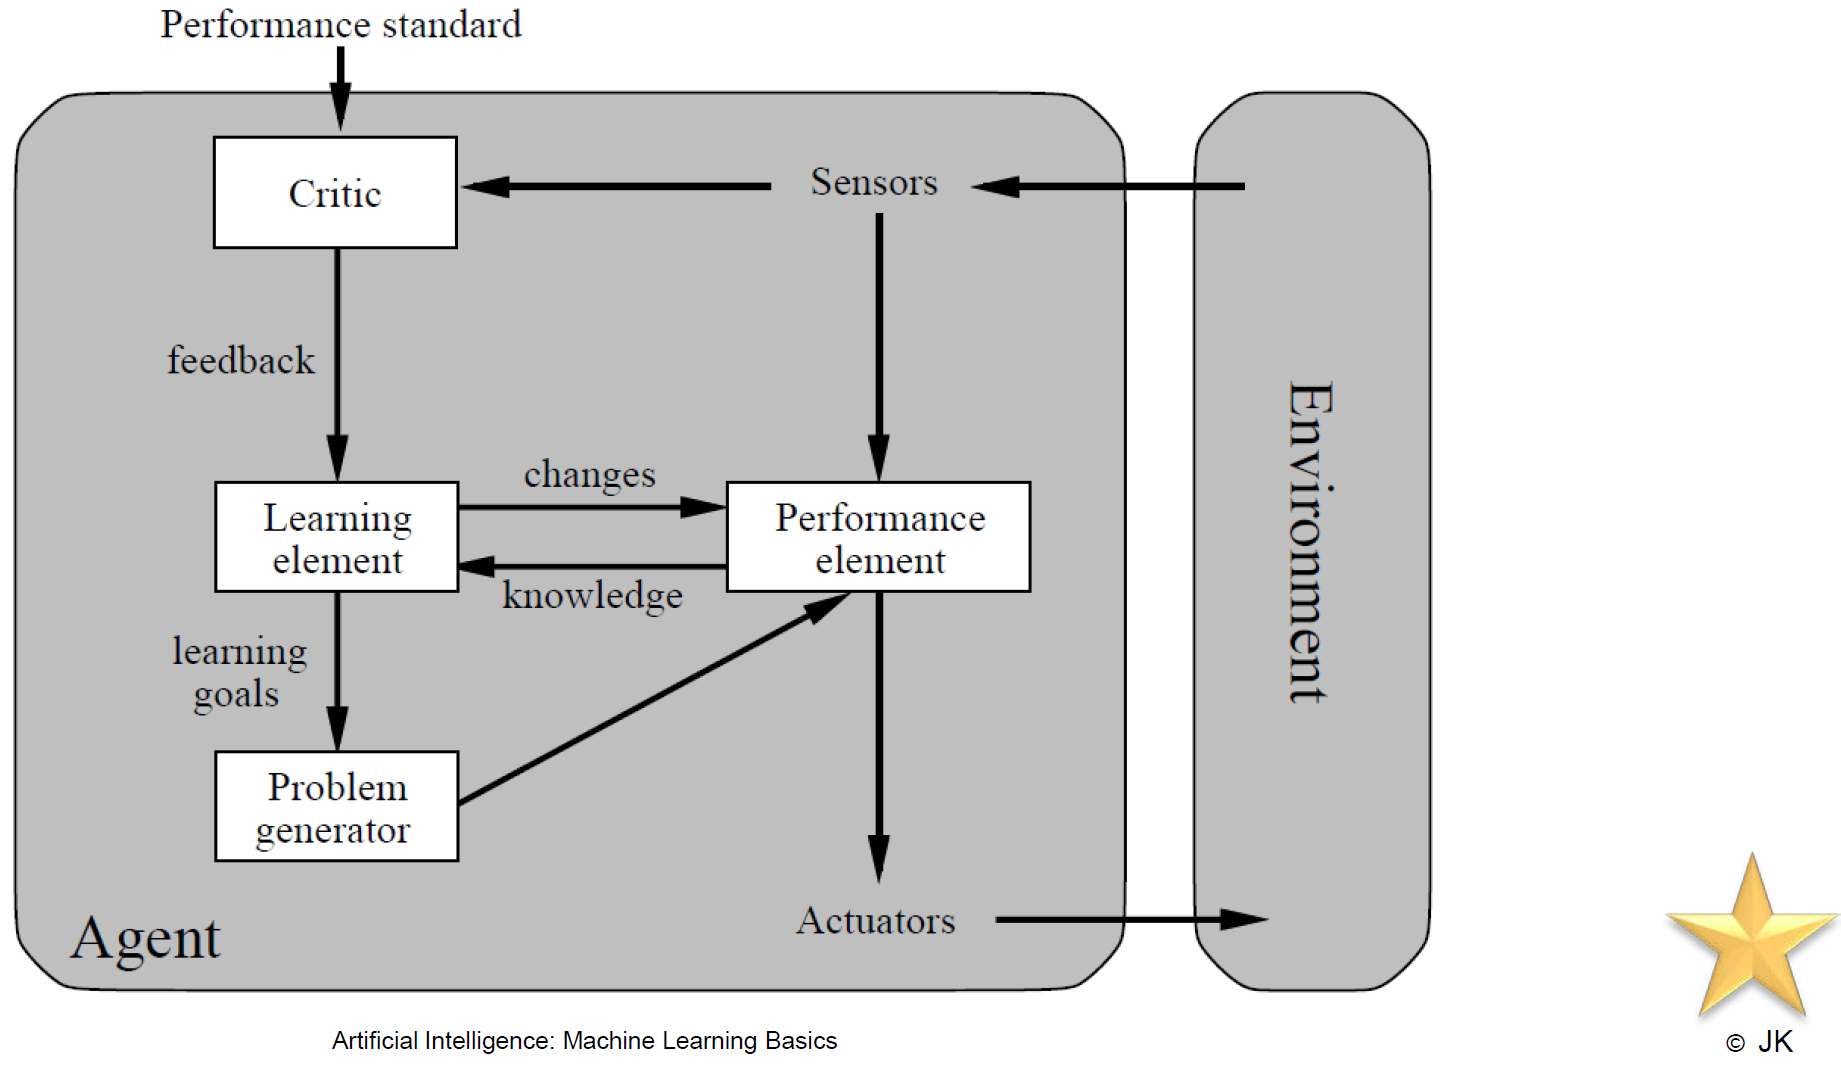 Performance standard
Critic
Sensors
feedback
changes
Learning
element
Performance
element
knowledge
learning
goals
Problem
generator
Agent
Actuators
Environment
Artificial Intelligence: Machine Learning Basics
© JK